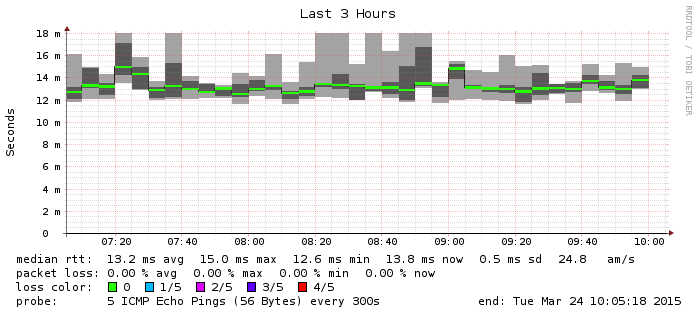 Last 3 Hours
RRDTOOL / TOBI OETIKER
Seconds
18 m
16 m
14 m
12 m
10 m
8 m
6 m
4 m
2 m
0
07:20 07:40 08:00 08:20 08:40 09:00 09:20 09:40 10:00
median rtt: 13.2 ms avg 15.0 ms max 12.6 ms min 13.8 ms now 0.5 ms sd 24.8 am/s
packet loss: 0.00 % avg 0.00 % max 0.00 % min 0.00 % now
loss color: 0 1/5 2/5 3/5 4/5
probe: 5 ICMP Echo Pings (56 Bytes) every 300s end: Tue Mar 24 10:05:18 2015